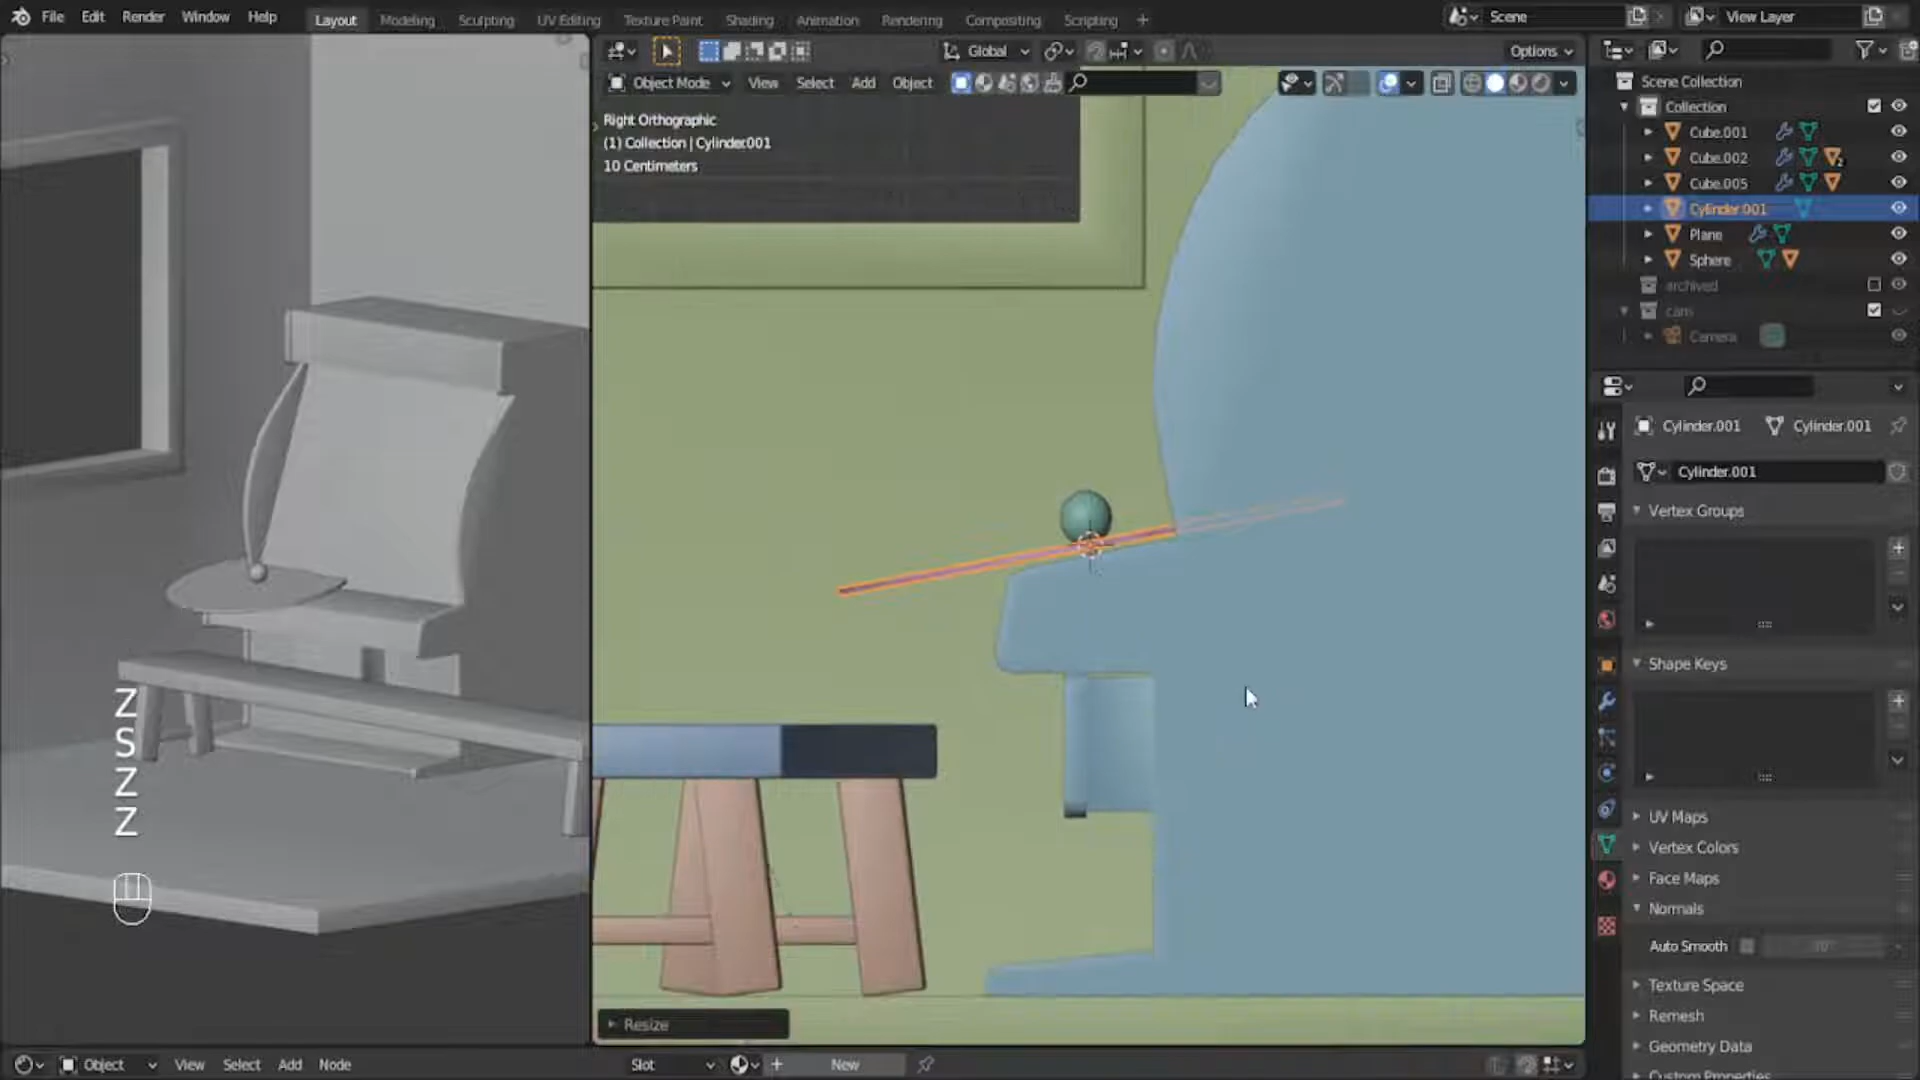 File Edit Render Window Help Layout Modeling Sculpting UV Editing Texture Paint Shading Animation Rendering Compositing Scripting + Scene View Layer
Global Options
Object Mode View Select Add Object
Right Orthographic
(1) Collection | Cylinder.001
10 Centimeters
Scene Collection
Collection
Cube.001
Cube.002
2
Cube.005
Cylinder.001
Plane
Sphere
archived
cam
Camera
Cylinder.001 Cylinder.001
Cylinder.001
Vertex Groups
Shape Keys
UV Maps
Vertex Colors
Face Maps
Normals
Auto Smooth
Texture Space
Remesh
Geometry Data
Custom Properties
Z
S
Z
Z
Resize
Object View Select Add Node Slot New